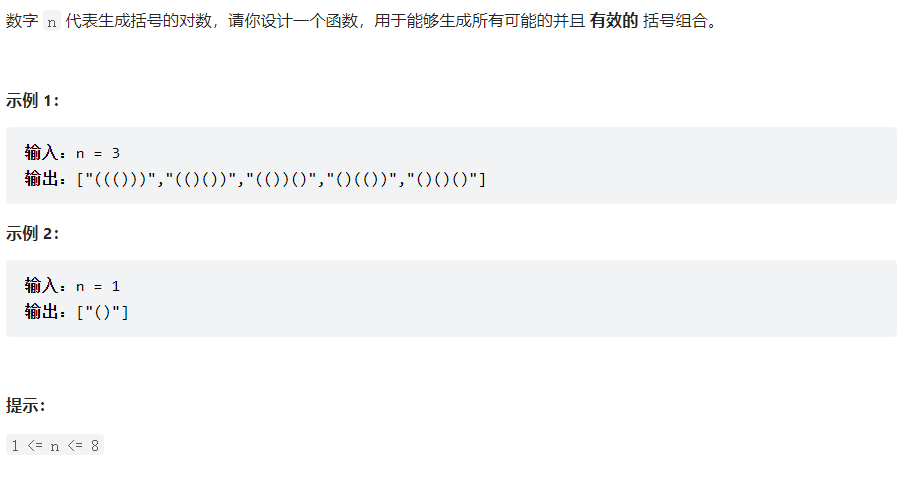 数字 n 代表生成括号的对数，请你设计一个函数，用于能够生成所有可能的并且 有效的 括号组合。
示例 1：
输入：n = 3
输出：["((()))","(()())","(())()","()(())","()()()"]
示例 2：
输入：n = 1
输出：["()"]
提示：
1 <= n <= 8